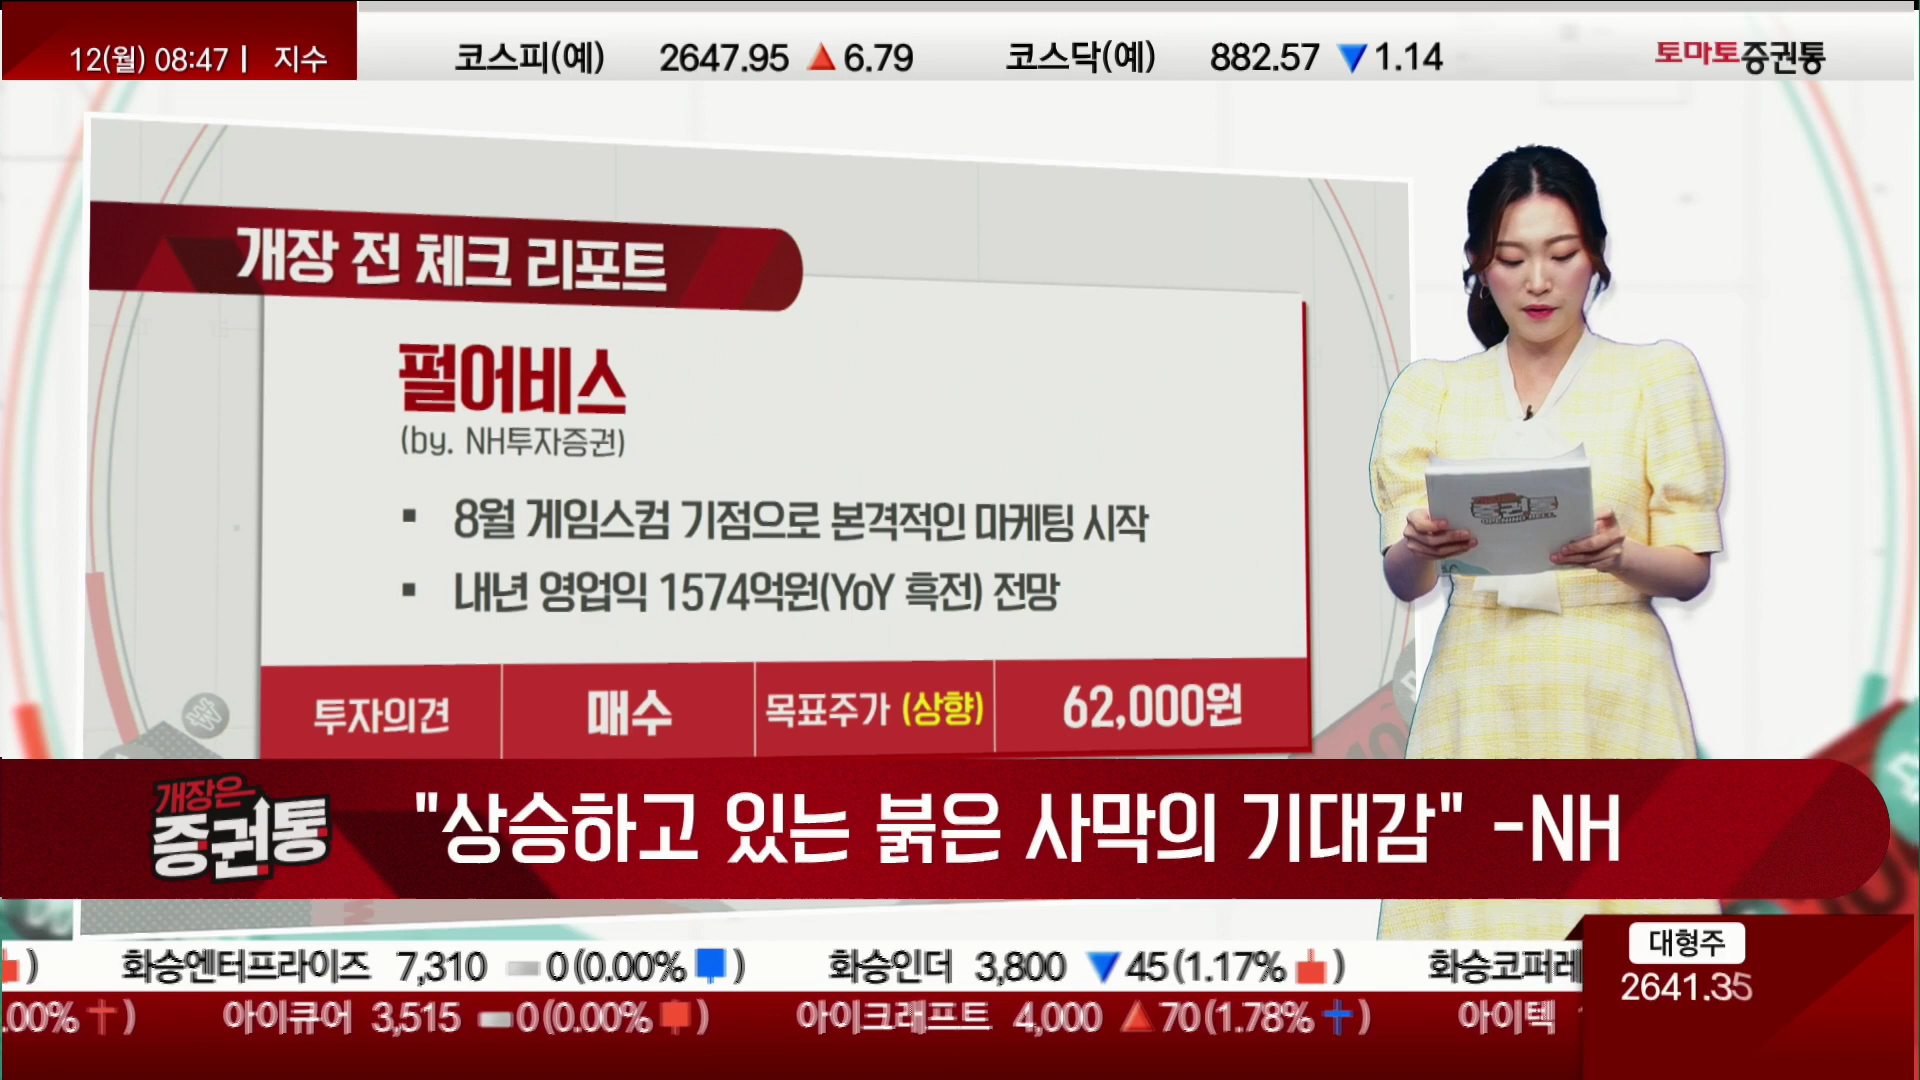 12(월) 08:47 | 지수 코스피(예) 2647.95 ▲ 6.79 코스닥(예) 882.57 ▼ 1.14 토마토증권통
개장 전 체크 리포트
펄어비스
(by. NH투자증권)
▪ 8월 게임스컴 기점으로 본격적인 마케팅 시작
▪ 내년 영업익 1574억원(YoY 흑전) 전망
투자의견 매수 목표주가 (상향) 62,000원
개장은
증권통
"상승하고 있는 붉은 사막의 기대감" -NH
) 화승엔터프라이즈 7,310 0(0.00% ) 화승인더 3,800 ▼45(1.17% ) 화승코퍼레
.00% ) 아이큐어 3,515 0(0.00% ) 아이크래프트 4,000 ▲70(1.78% ) 아이텍
대형주
2641.35
증권통
OPENING BELL